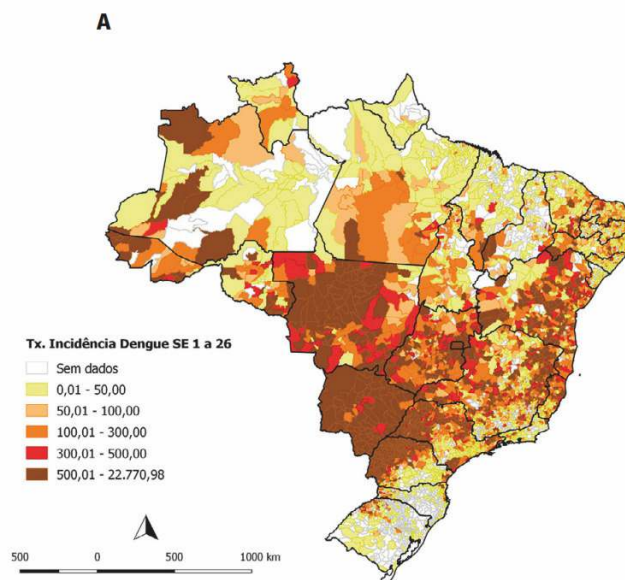 A
Tx. Incidência Dengue SE 1 a 26
Sem dados
0,01 - 50,00
50,01 - 100,00
100,01 - 300,00
300,01 - 500,00
500,01 - 22.770,98
500 0 500 1000 km